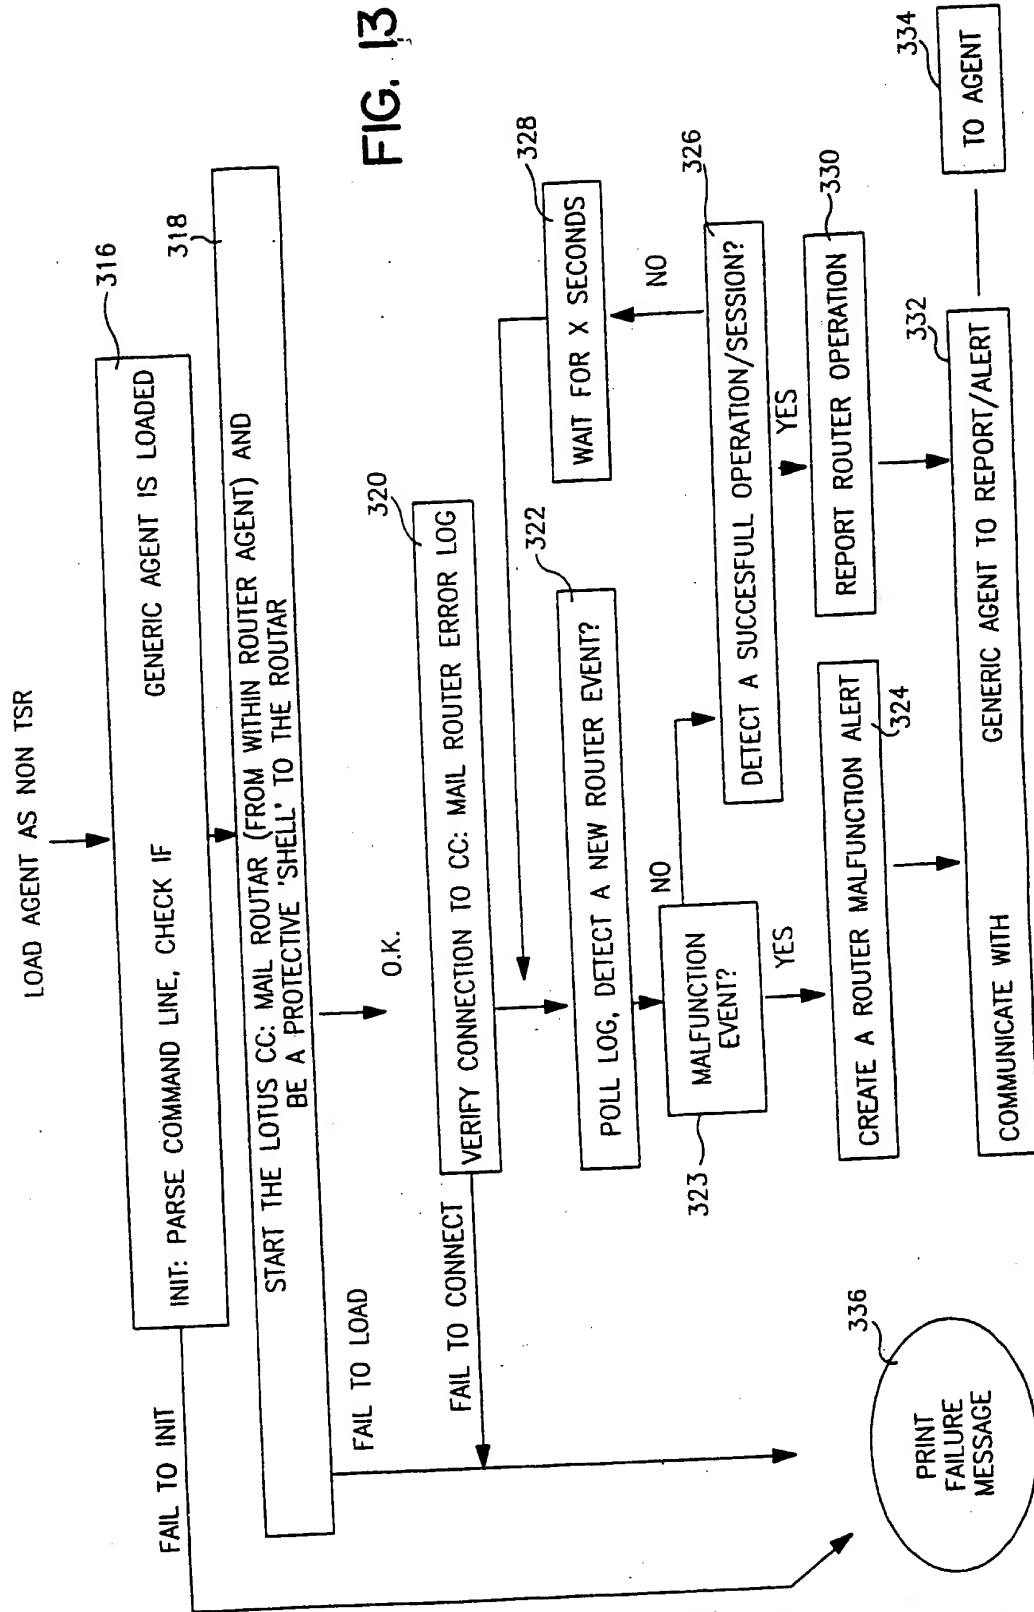 LOAD AGENT AS NON TSR
316
INIT: PARSE COMMAND LINE, CHECK IF GENERIC AGENT IS LOADED
FAIL TO INIT
318
START THE LOTUS CC: MAIL ROUTAR (FROM WITHIN ROUTER AGENT) AND
BE A PROTECTIVE 'SHELL' TO THE ROUTAR
FAIL TO LOAD
O.K.
FIG. 13
320
VERIFY CONNECTION TO CC: MAIL ROUTER ERROR LOG
FAIL TO CONNECT
328
WAIT FOR X SECONDS
322
POLL LOG, DETECT A NEW ROUTER EVENT?
NO
323
MALFUNCTION
EVENT?
NO
YES
326
DETECT A SUCCESFULL OPERATION/SESSION?
YES
CREATE A ROUTER MALFUNCTION ALERT
324
330
REPORT ROUTER OPERATION
336
PRINT
FAILURE
MESSAGE
332
COMMUNICATE WITH GENERIC AGENT TO REPORT/ALERT
334
TO AGENT